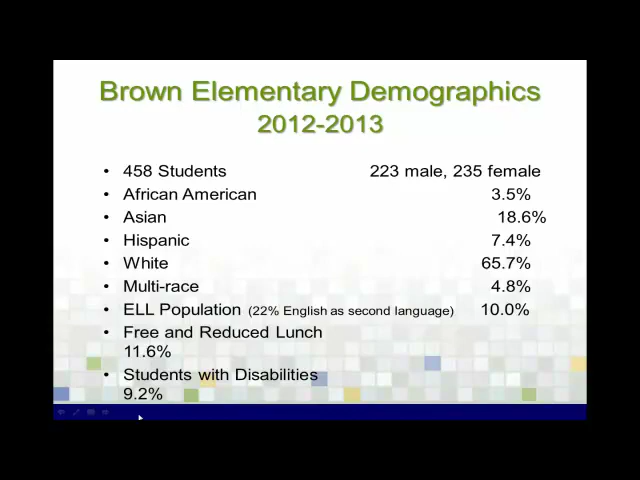 Brown Elementary Demographics
2012-2013
• 458 Students 223 male, 235 female
• African American 3.5%
• Asian 18.6%
• Hispanic 7.4%
• White 65.7%
• Multi-race 4.8%
• ELL Population (22% English as second language) 10.0%
• Free and Reduced Lunch
11.6%
• Students with Disabilities
9.2%